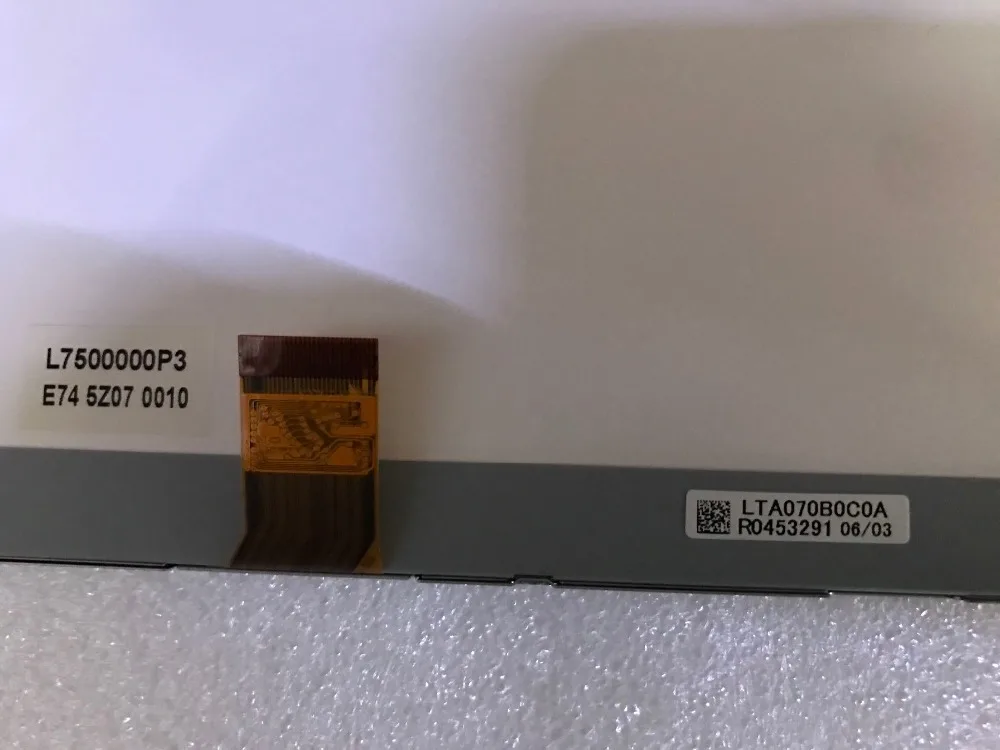 L7500000P3
E74 5Z07 0010
LTA070B0C0A
R0453291 06/03